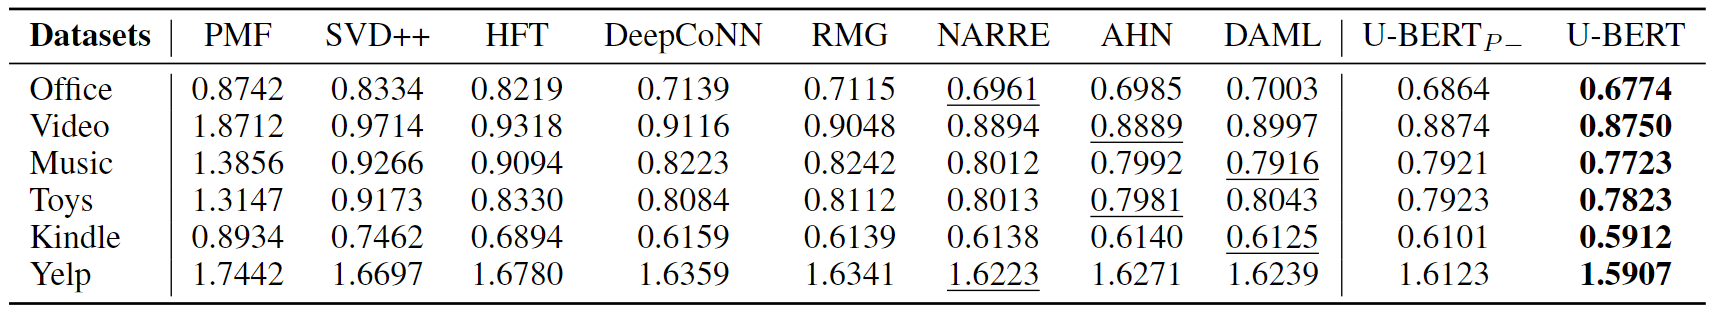 Datasets PMF SVD++ HFT DeepCoNN RMG NARRE AHN DAML U-BERT P− U-BERT
Office 0.8742 0.8334 0.8219 0.7139 0.7115 0.6961 0.6985 0.7003 0.6864 0.6774
Video 1.8712 0.9714 0.9318 0.9116 0.9048 0.8894 0.8889 0.8997 0.8874 0.8750
Music 1.3856 0.9266 0.9094 0.8223 0.8242 0.8012 0.7992 0.7916 0.7921 0.7723
Toys 1.3147 0.9173 0.8330 0.8084 0.8112 0.8013 0.7981 0.8043 0.7923 0.7823
Kindle 0.8934 0.7462 0.6894 0.6159 0.6139 0.6138 0.6140 0.6125 0.6101 0.5912
Yelp 1.7442 1.6697 1.6780 1.6359 1.6341 1.6223 1.6271 1.6239 1.6123 1.5907